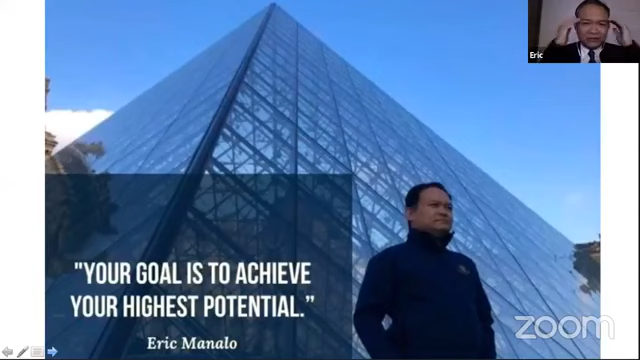 Eric
"YOUR GOAL IS TO ACHIEVE
YOUR HIGHEST POTENTIAL.”
Eric Manalo
zoom